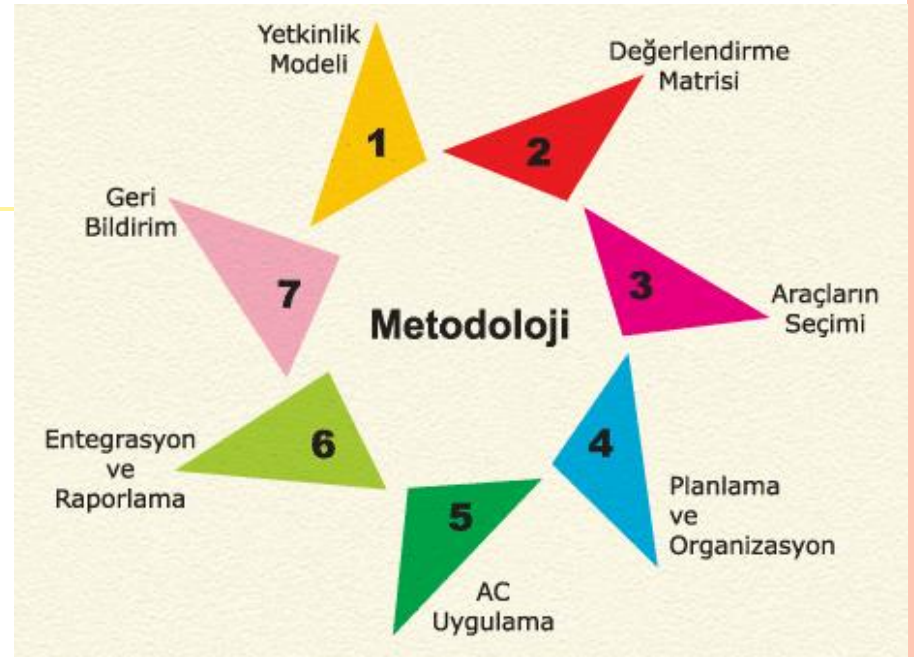 Yetkinlik
Modeli
1
Değerlendirme
Matrisi
2
Araçların
Seçimi
3
Planlama
ve
Organizasyon
4
AC
Uygulama
5
Entegrasyon
ve
Raporlama
6
Geri
Bildirim
7
Metodoloji